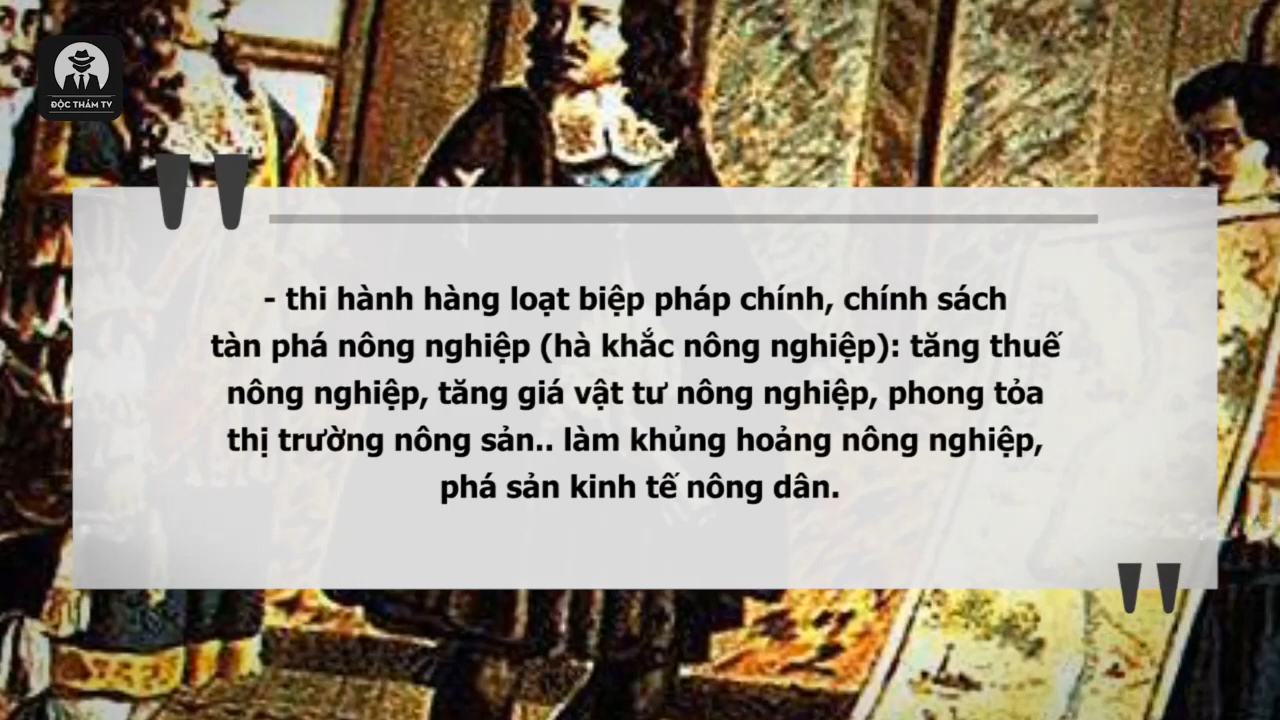 ĐỘC THÁM TV
- thi hành hàng loạt biệp pháp chính, chính sách
tàn phá nông nghiệp (hà khắc nông nghiệp): tăng thuế
nông nghiệp, tăng giá vật tư nông nghiệp, phong tỏa
thị trường nông sản.. làm khủng hoảng nông nghiệp,
phá sản kinh tế nông dân.